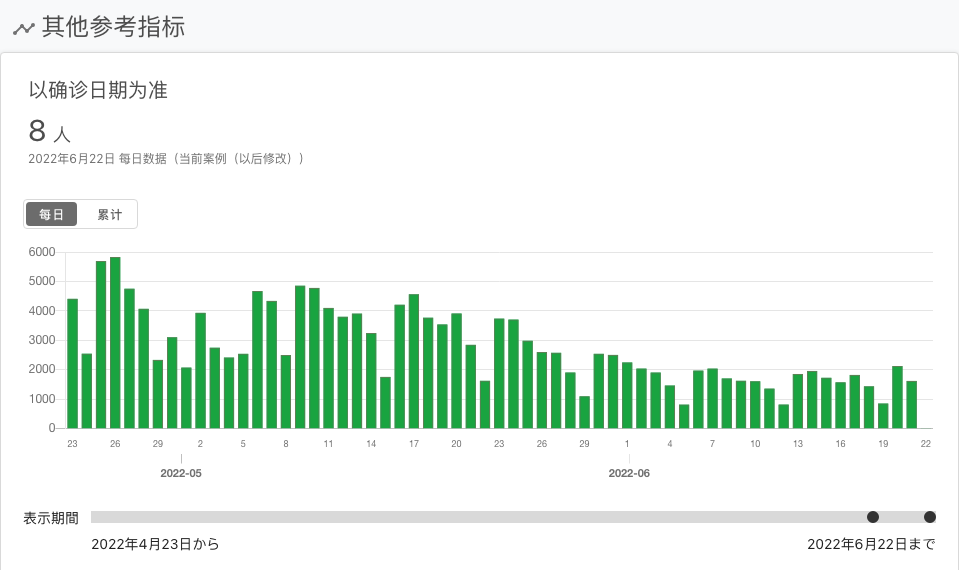 其他参考指标
以确诊日期为准
8 人
2022年6月22日 每日数据（当前案例（以后修改））
每日 累计
6000
5000
4000
3000
2000
1000
0
23 26 29 2 5 8 11 14 17 20 23 26 29 1 4 7 10 13 16 19 22
2022-05 2022-06
表示期間
2022年4月23日から 2022年6月22日まで